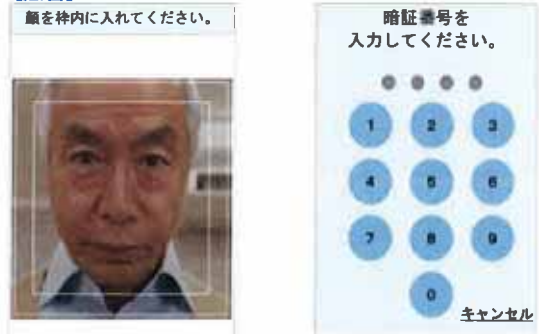 顔を枠内に入れてください。
暗証番号を
入力してください。
1 2 3
4 5 6
7 8 9
0
キャンセル